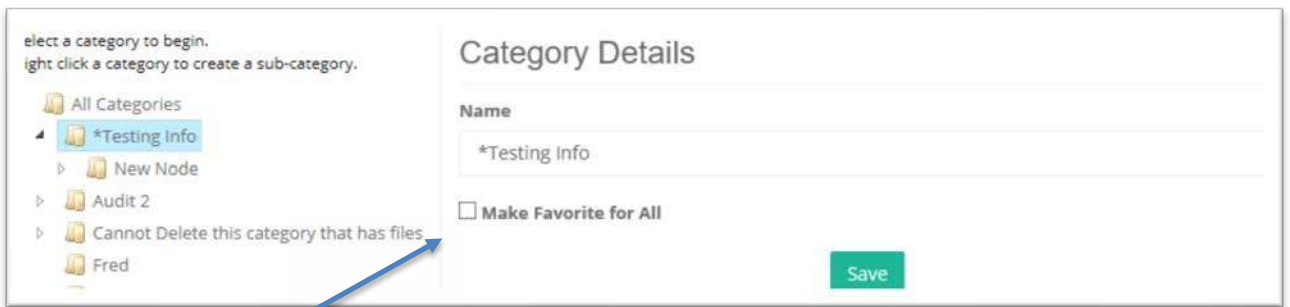 elect a category to begin.
ight click a category to create a sub-category.
All Categories
*Testing Info
New Node
Audit 2
Cannot Delete this category that has files
Fred
Category Details
Name
*Testing Info
Make Favorite for All
Save